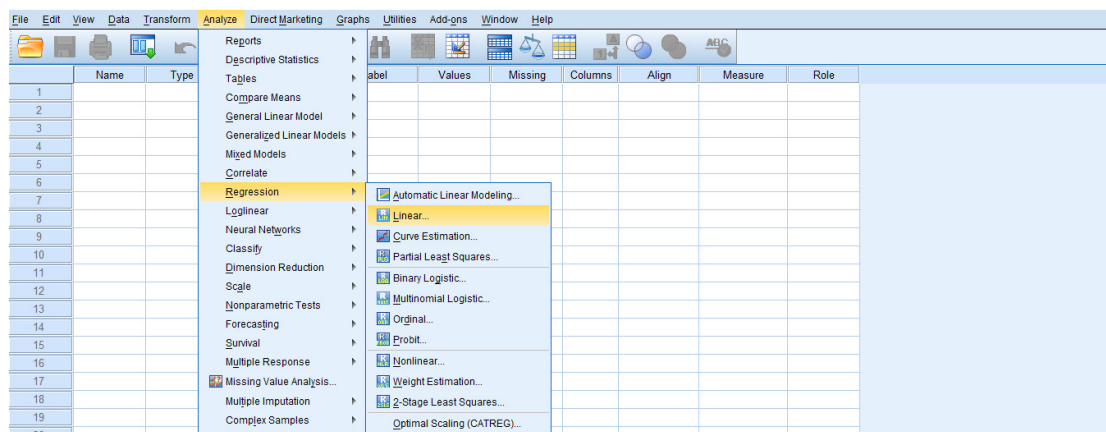 File Edit View Data Transform Analyze Direct Marketing Graphs Utilities Add-ons Window Help
ABC
Name Type abel Values Missing Columns Align Measure Role
1
2
3
4
5
6
7
8
9
10
11
12
13
14
15
16
17
18
19
Reports
Descriptive Statistics
Tables
Compare Means
General Linear Model
Generalized Linear Models
Mixed Models
Correlate
Regression
Loglinear
Neural Networks
Classify
Dimension Reduction
Scale
Nonparametric Tests
Forecasting
Survival
Multiple Response
Missing Value Analysis...
Multiple Imputation
Complex Samples
Automatic Linear Modeling...
Linear...
Curve Estimation...
Partial Least Squares...
Binary Logistic...
Multinomial Logistic...
Ordinal...
Probit...
Nonlinear...
Weight Estimation...
2-Stage Least Squares...
Optimal Scaling (CATREG)...